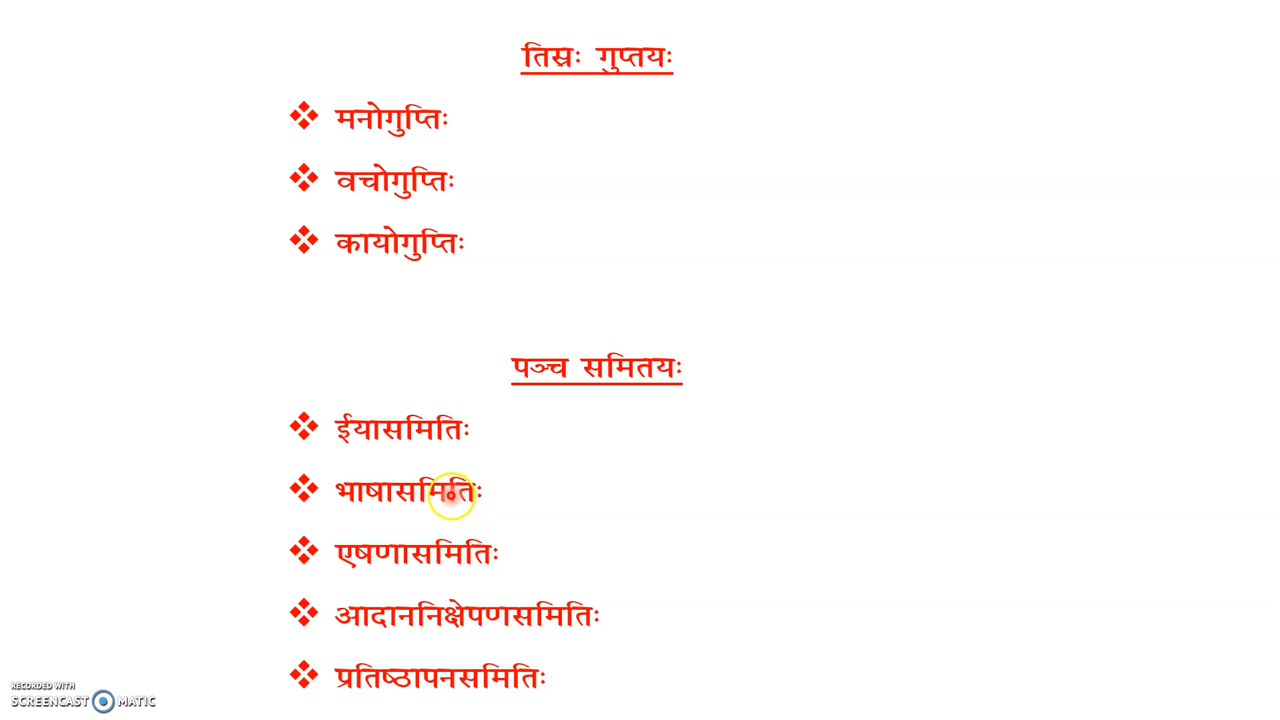 तिस्रः गुप्तयः
❖ मनोगुप्तिः
❖ वचोगुप्तिः
❖ कायोगुप्तिः
पञ्च समितयः
❖ ईयासमितिः
❖ भाषासमितिः
❖ एषणासमितिः
❖ आदाननिक्षेपणसमितिः
❖ प्रतिष्ठापनसमितिः
RECORDED WITH
SCREENCAST MATIC